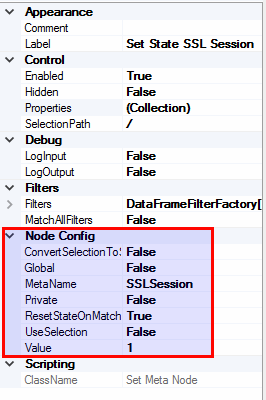 Appearance
Comment
Label Set State SSL Session
Control
Enabled True
Hidden False
Properties (Collection)
SelectionPath /
Debug
LogInput False
LogOutput False
Filters
Filters DataFrameFilterFactory[
MatchAllFilters False
Node Config
ConvertSelectionToS False
Global False
MetaName SSLSession
Private False
ResetStateOnMatch True
UseSelection False
Value 1
Scripting
ClassName Set Meta Node